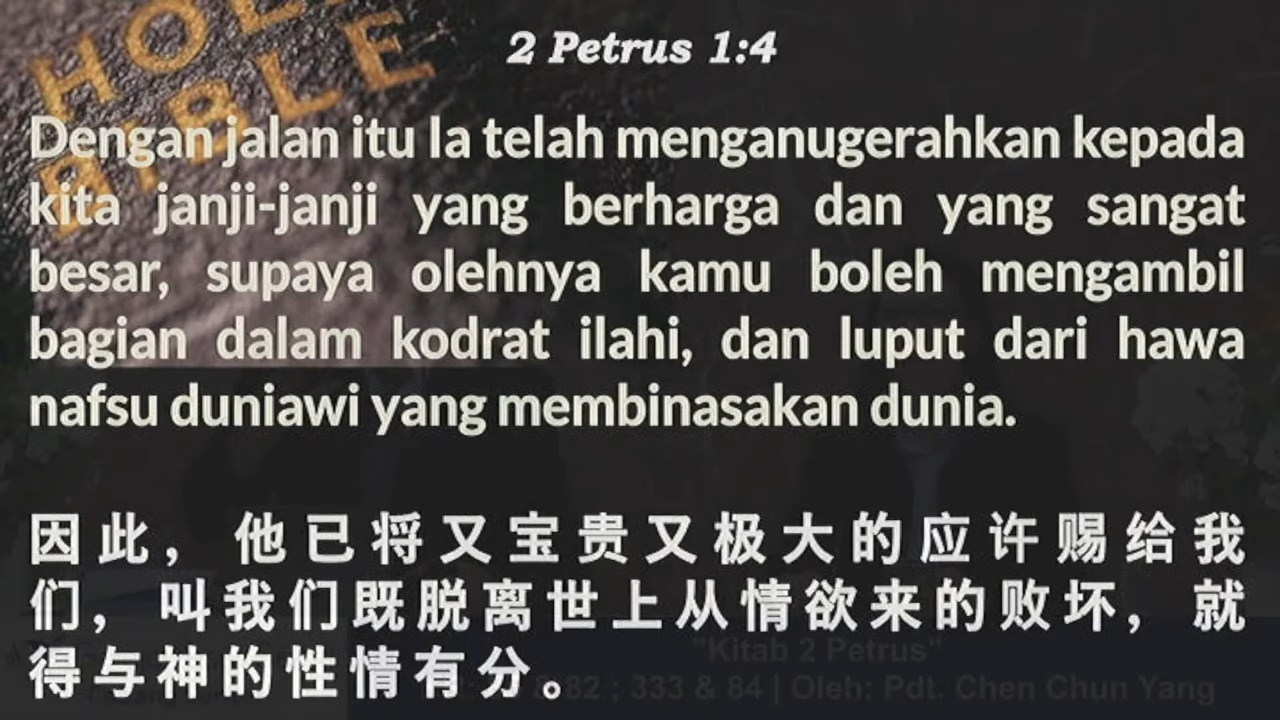 HOLY
BIBLE
2 Petrus 1:4
Dengan jalan itu Ia telah menganugerahkan kepada
kita janji-janji yang berharga dan yang sangat
besar, supaya olehnya kamu boleh mengambil
bagian dalam kodrat ilahi, dan luput dari hawa
nafsu duniawi yang membinasakan dunia.
因此，他已将又宝贵又极大的应许赐给我
们，叫我们既脱离世上从情欲来的败坏，就
得与神的性情有分。
"Kitab 2 Petrus"
82 ; 333 & 84 | Oleh: Pdt. Chen Chun Yang